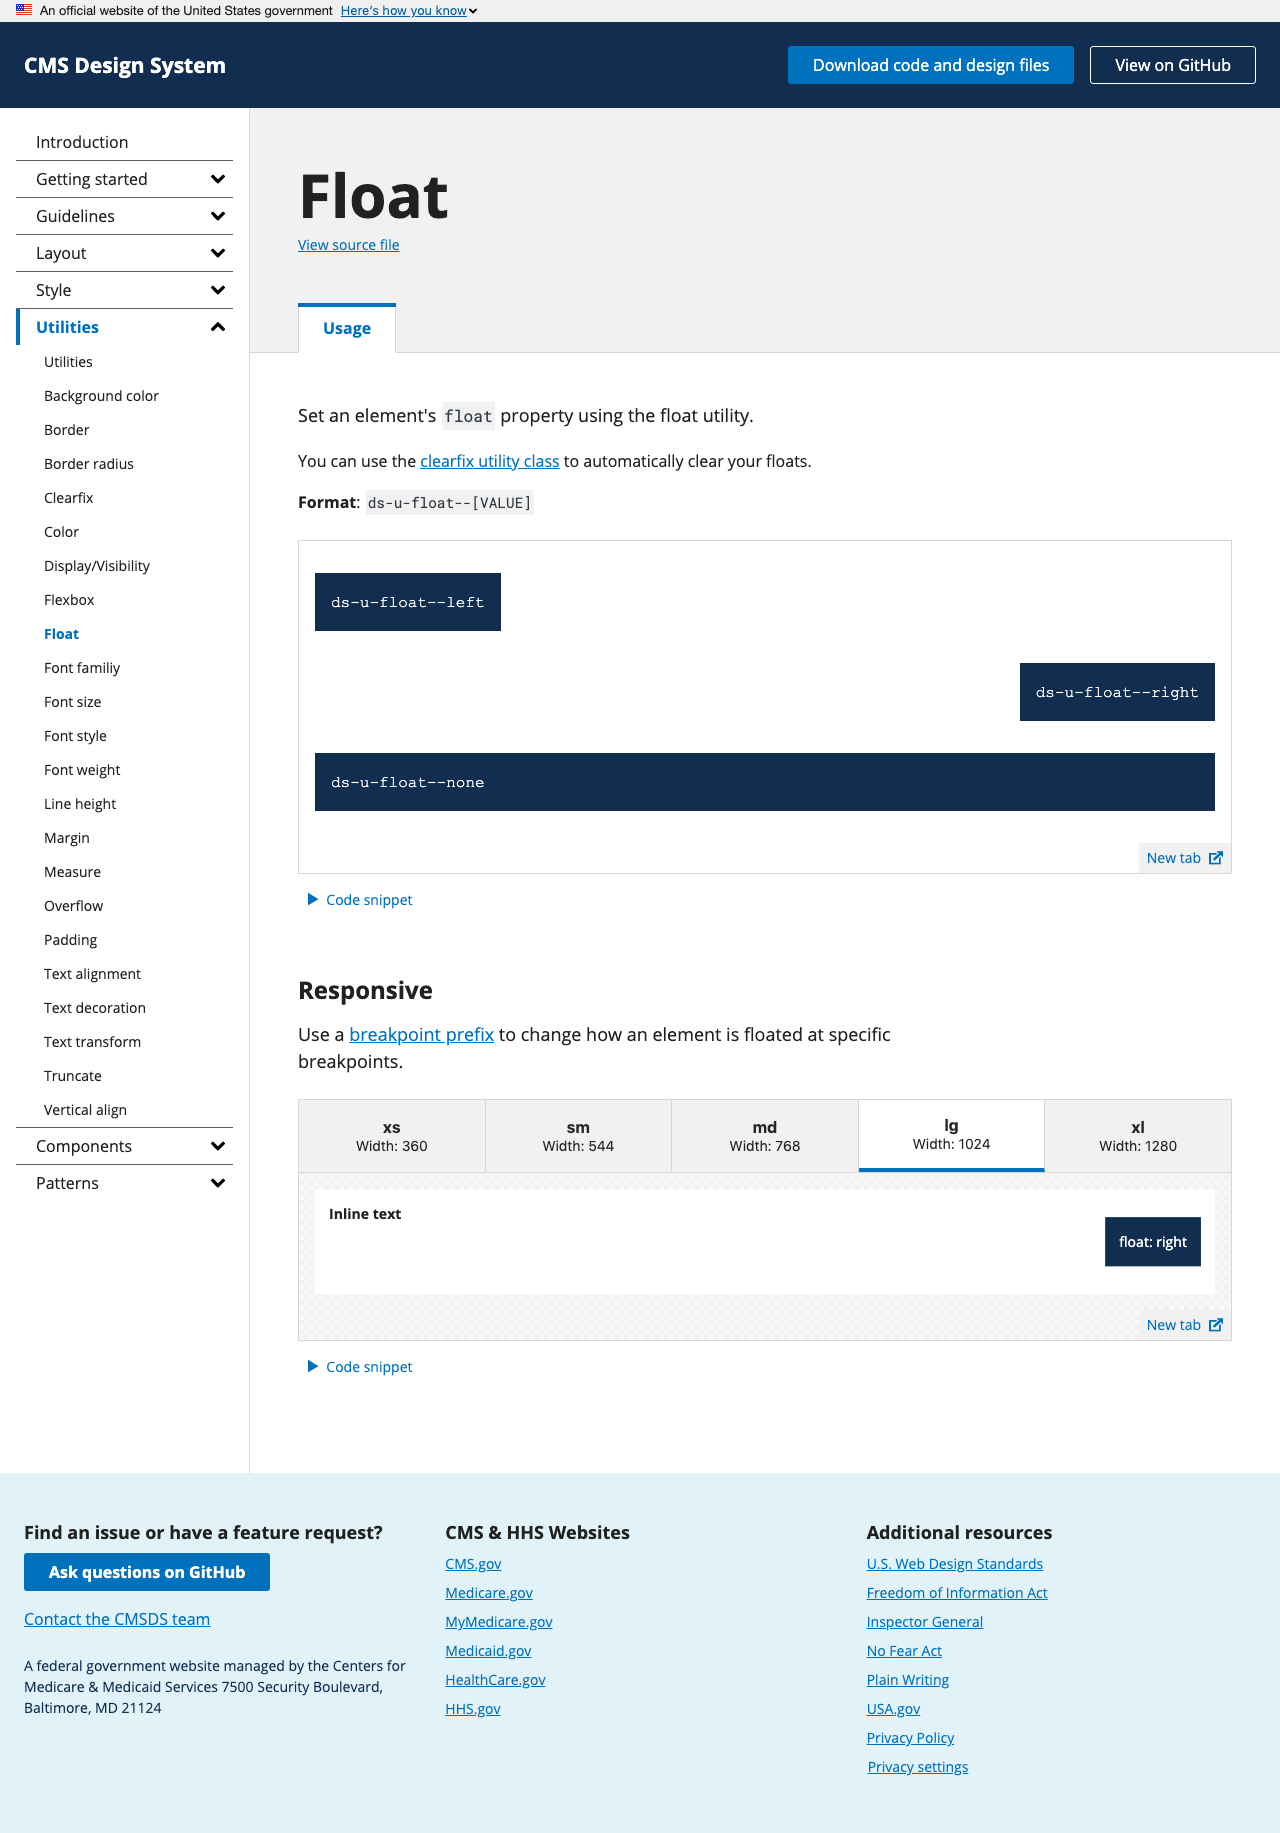 An official website of the United States government Here's how you know
CMS Design System
Download code and design files
View on GitHub
Introduction
Getting started
Guidelines
Layout
Style
Utilities
Utilities
Background color
Border
Border radius
Clearfix
Color
Display/Visibility
Flexbox
Float
Font familiy
Font size
Font style
Font weight
Line height
Margin
Measure
Overflow
Padding
Text alignment
Text decoration
Text transform
Truncate
Vertical align
Components
Patterns
Float
View source file
Usage
Set an element's float property using the float utility.
You can use the clearfix utility class to automatically clear your floats.
Format: ds-u-float--[VALUE]
ds-u-float--left
ds-u-float--right
ds-u-float--none
New tab
Code snippet
Responsive
Use a breakpoint prefix to change how an element is floated at specific
breakpoints.
xs
Width: 360
sm
Width: 544
md
Width: 768
lg
Width: 1024
xl
Width: 1280
Inline text
float: right
New tab
Code snippet
Find an issue or have a feature request?
Ask questions on GitHub
Contact the CMSDS team
A federal government website managed by the Centers for
Medicare & Medicaid Services 7500 Security Boulevard,
Baltimore, MD 21124
CMS & HHS Websites
CMS.gov
Medicare.gov
MyMedicare.gov
Medicaid.gov
HealthCare.gov
HHS.gov
Additional resources
U.S. Web Design Standards
Freedom of Information Act
Inspector General
No Fear Act
Plain Writing
USA.gov
Privacy Policy
Privacy settings